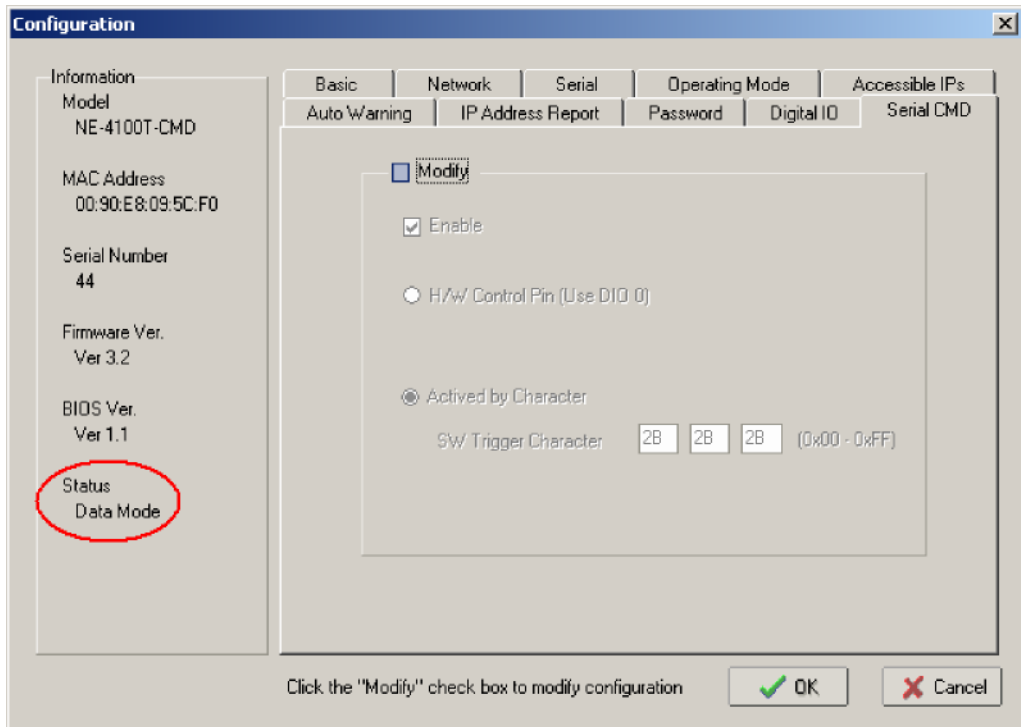 Configuration
Information
Model
NE-4100T-CMD
MAC Address
00:90:E8:09:5C:F0
Serial Number
44
Firmware Ver.
Ver 3.2
BIOS Ver.
Ver 1.1
Status
Data Mode
Basic Network Serial Operating Mode Accessible IPs
Auto Warning IP Address Report Password Digital IO Serial CMD
Modify
Enable
H/W Control Pin (Use DIO 0)
Actived by Character
SW Trigger Character 2B 2B 2B (0x00 - 0xFF)
Click the "Modify" check box to modify configuration OK Cancel